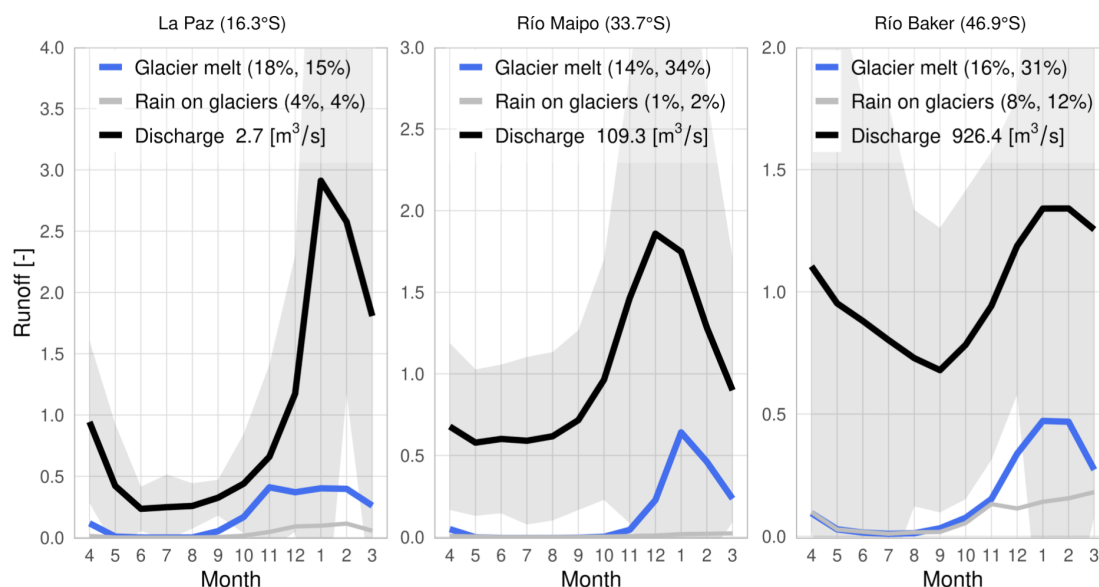 La Paz (16.3°S)
Glacier melt (18%, 15%)
Rain on glaciers (4%, 4%)
Discharge 2.7 [m³/s]
Runoff [-]
4.0
3.5
3.0
2.5
2.0
1.5
1.0
0.5
0.0
4 5 6 7 8 9 10 11 12 1 2 3
Month
Río Maipo (33.7°S)
Glacier melt (14%, 34%)
Rain on glaciers (1%, 2%)
Discharge 109.3 [m³/s]
3.0
2.5
2.0
1.5
1.0
0.5
0.0
4 5 6 7 8 9 10 11 12 1 2 3
Month
Río Baker (46.9°S)
Glacier melt (16%, 31%)
Rain on glaciers (8%, 12%)
Discharge 926.4 [m³/s]
2.0
1.5
1.0
0.5
0.0
4 5 6 7 8 9 10 11 12 1 2 3
Month